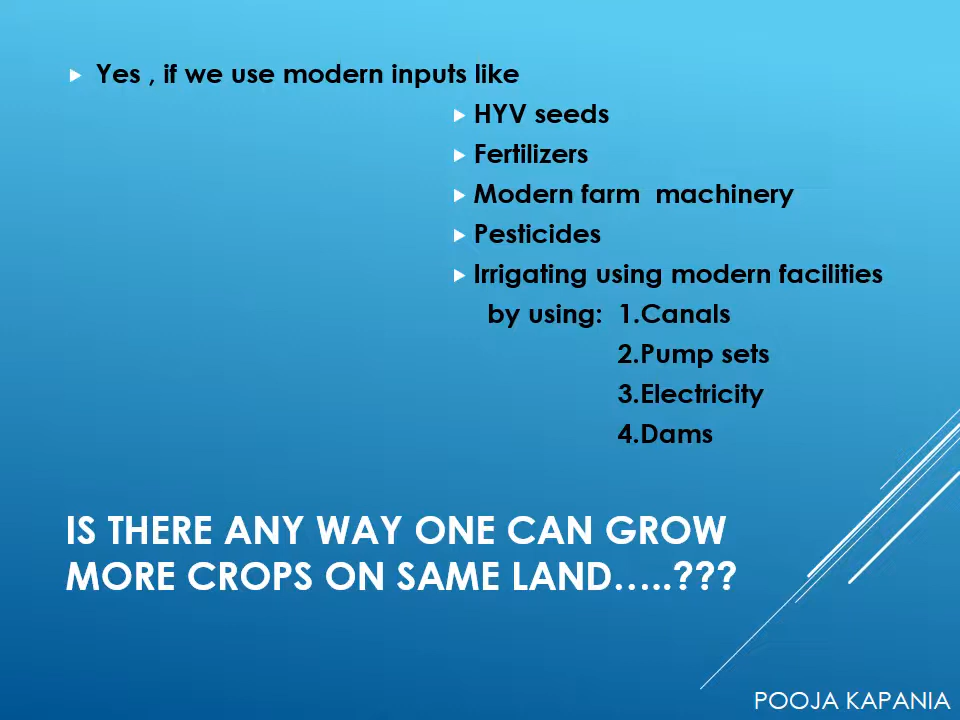 Yes , if we use modern inputs like
HYV seeds
Fertilizers
Modern farm  machinery
Pesticides
Irrigating using modern facilities
by using:  1.Canals
2.Pump sets
3.Electricity
4.Dams
IS THERE ANY WAY ONE CAN GROW
MORE CROPS ON SAME LAND…..???
POOJA KAPANIA